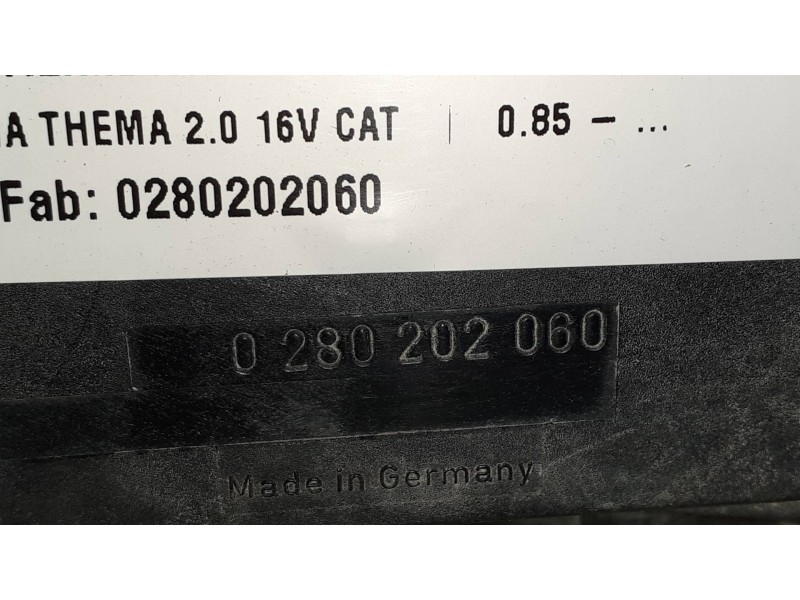 A THEMA 2.0 16V CAT | 0.85 – ...
Fab: 0280202060
0 280 202 060
Made in Germany